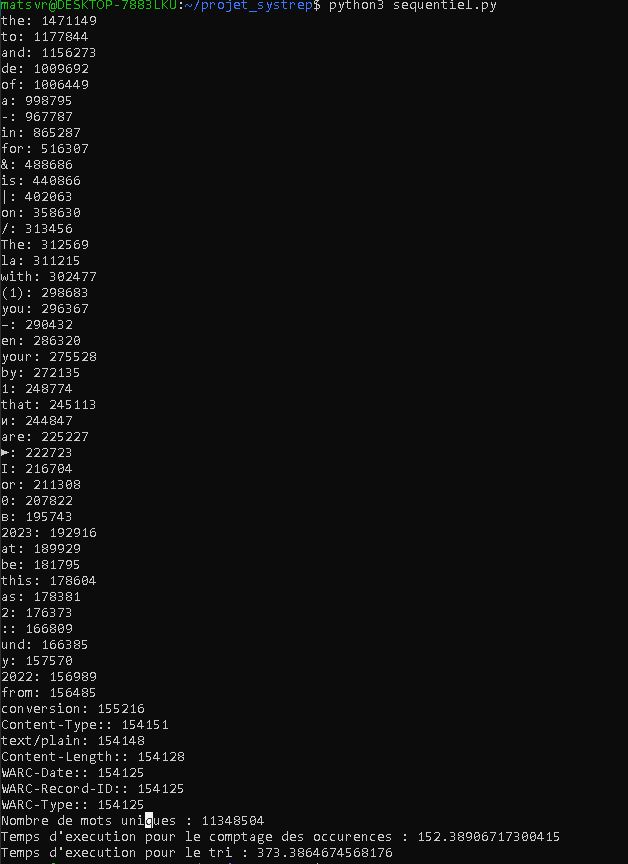 matsvr@DESKTOP-7883LKU:~/projet_systrep$ python3 sequentiel.py
the: 1471149
to: 1177844
and: 1156273
de: 1009692
of: 1006449
a: 998795
-: 967787
in: 865287
for: 516307
&: 488686
is: 440866
|: 402063
on: 358630
/: 313456
The: 312569
la: 311215
with: 302477
(1): 298683
you: 296367
–: 290432
en: 286320
your: 275528
by: 272135
1: 248774
that: 245113
и: 244847
are: 225227
►: 222723
I: 216704
or: 211308
0: 207822
в: 195743
2023: 192916
at: 189929
be: 181795
this: 178604
as: 178381
2: 176373
:: 166809
und: 166385
y: 157570
2022: 156989
from: 156485
conversion: 155216
Content-Type:: 154151
text/plain: 154148
Content-Length:: 154128
WARC-Date:: 154125
WARC-Record-ID:: 154125
WARC-Type:: 154125
Nombre de mots uniques : 11348504
Temps d'execution pour le comptage des occurences : 152.38906717300415
Temps d'execution pour le tri : 373.3864674568176